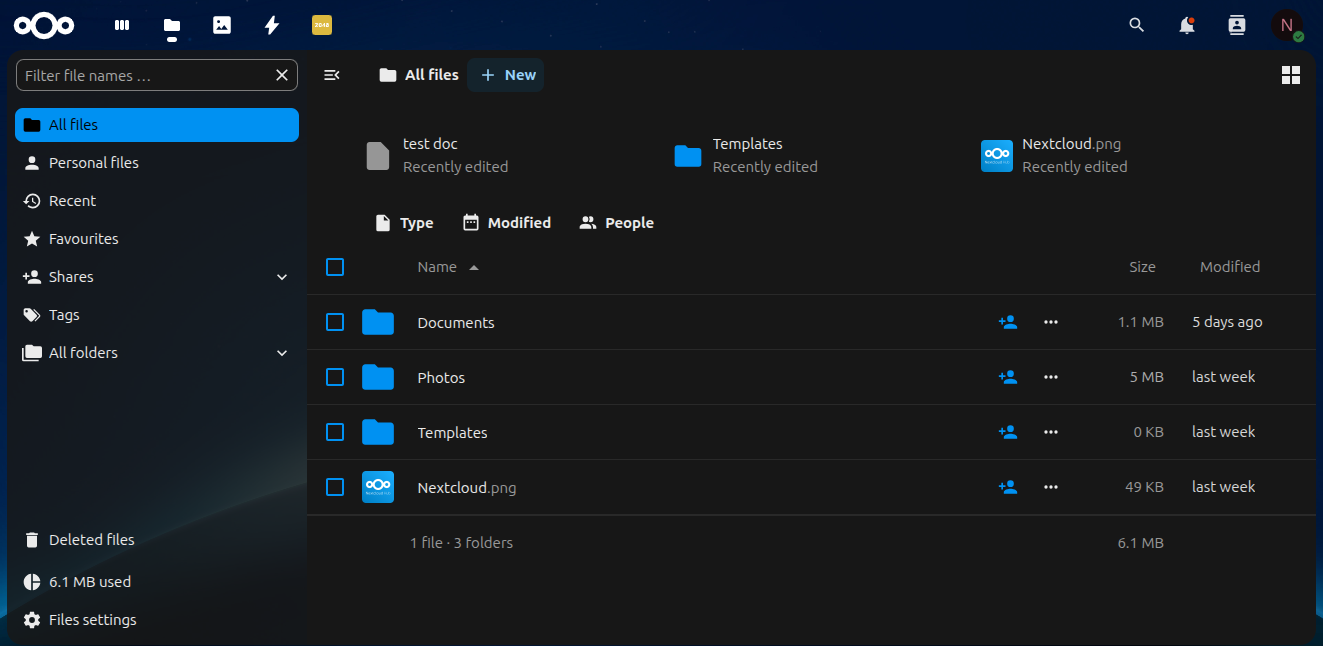 2048
N
Filter file names …
All files
New
All files
Personal files
Recent
Favourites
Shares
Tags
All folders
test doc
Recently edited
Templates
Recently edited
Nextcloud.png
Recently edited
Type
Modified
People
Name
Size
Modified
Documents
1.1 MB
5 days ago
Photos
5 MB
last week
Templates
0 KB
last week
Nextcloud.png
49 KB
last week
1 file · 3 folders
6.1 MB
Deleted files
6.1 MB used
Files settings